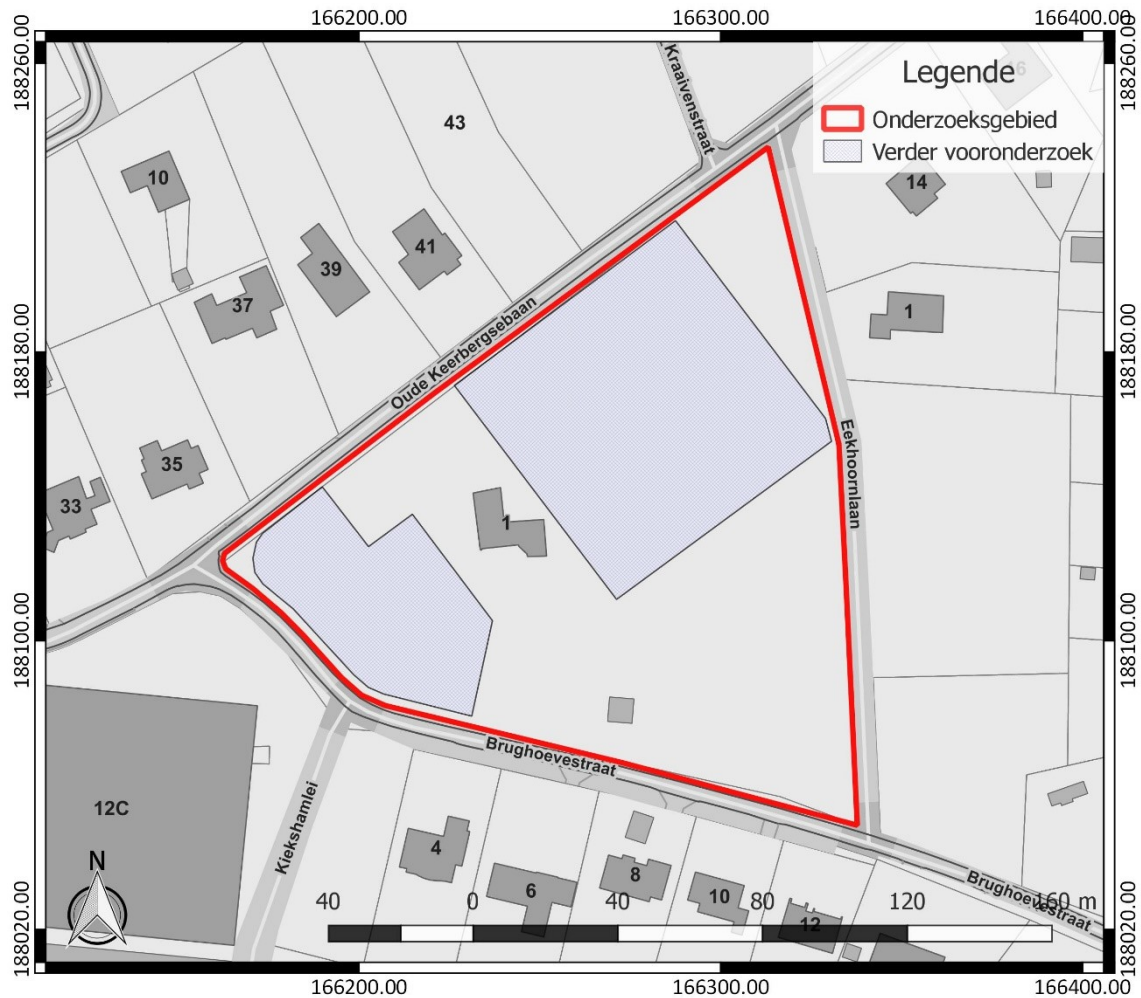 166200.00
166300.00
166400.00
188260.00
188260.00
Legende
Onderzoeksgebied
Verder vooronderzoek
16
Kraaivenstraat
43
10
14
41
39
37
1
188180.00
188180.00
Oude Keerbergsebaan
Eekhoornlaan
35
33
1
188100.00
188100.00
Brughoevestraat
12C
Kiekshamlei
4
6
8
10
12
Brughoevestraat
N
40
0
40
80
120
160 m
188020.00
188020.00
166200.00
166300.00
166400.00